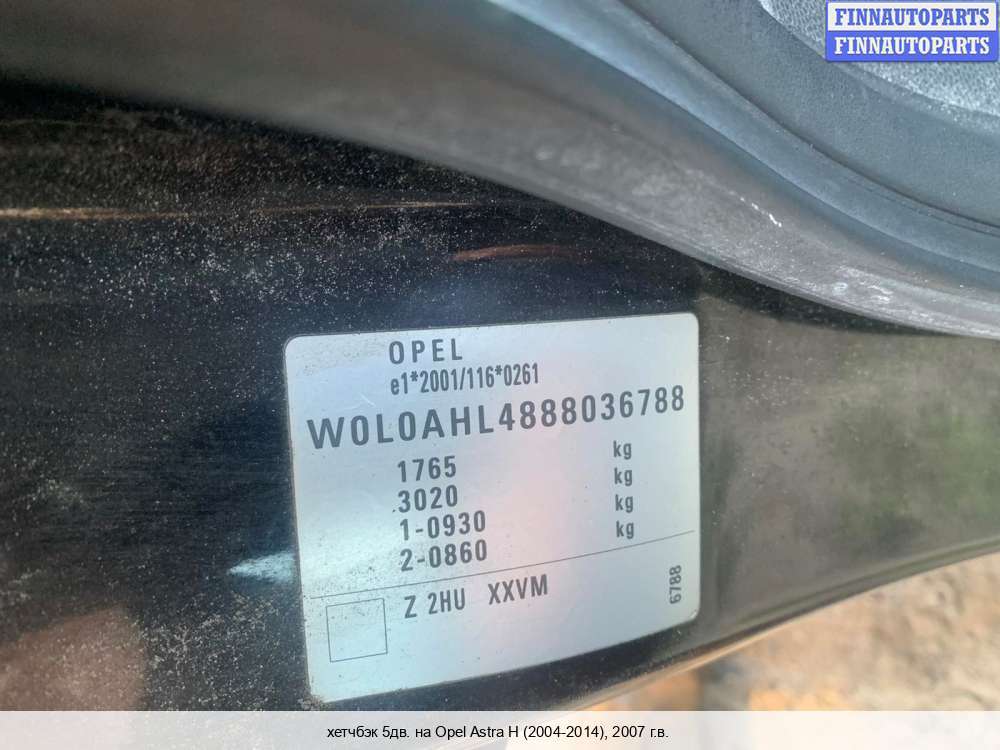 FINNAUTOPARTS
FINNAUTOPARTS
OPEL
e1*2001/116*0261
W0L0AHL4888036788
1765 kg
3020 kg
1-0930 kg
2-0860 kg
Z 2HU XXVM
6788
хетчбэк 5дв. на Opel Astra H (2004-2014), 2007 г.в.